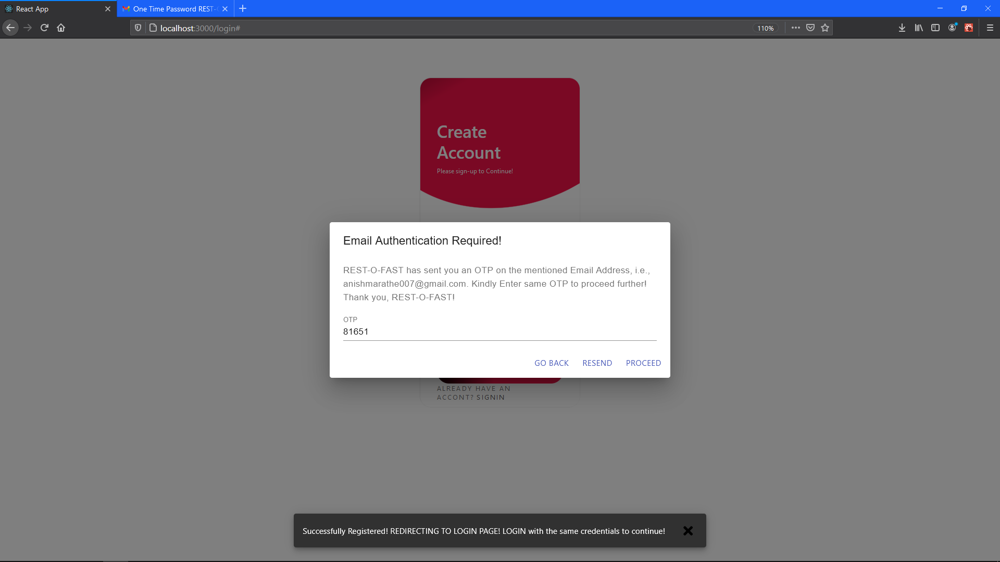 React App
One Time Password REST-
localhost:3000/login#
110%
Create
Account
Please sign-up to Continue!
Email Authentication Required!
REST-O-FAST has sent you an OTP on the mentioned Email Address, i.e.,
anishmarathe007@gmail.com. Kindly Enter same OTP to proceed further!
Thank you, REST-O-FAST!
OTP
81651
GO BACK RESEND PROCEED
ALREADY HAVE AN
ACCONT? SIGNIN
Successfully Registered! REDIRECTING TO LOGIN PAGE! LOGIN with the same credentials to continue!